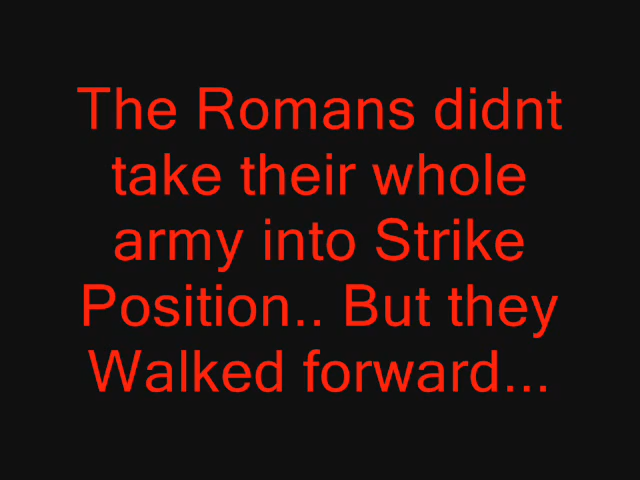 The Romans didnt
take their whole
army into Strike
Position.. But they
Walked forward...